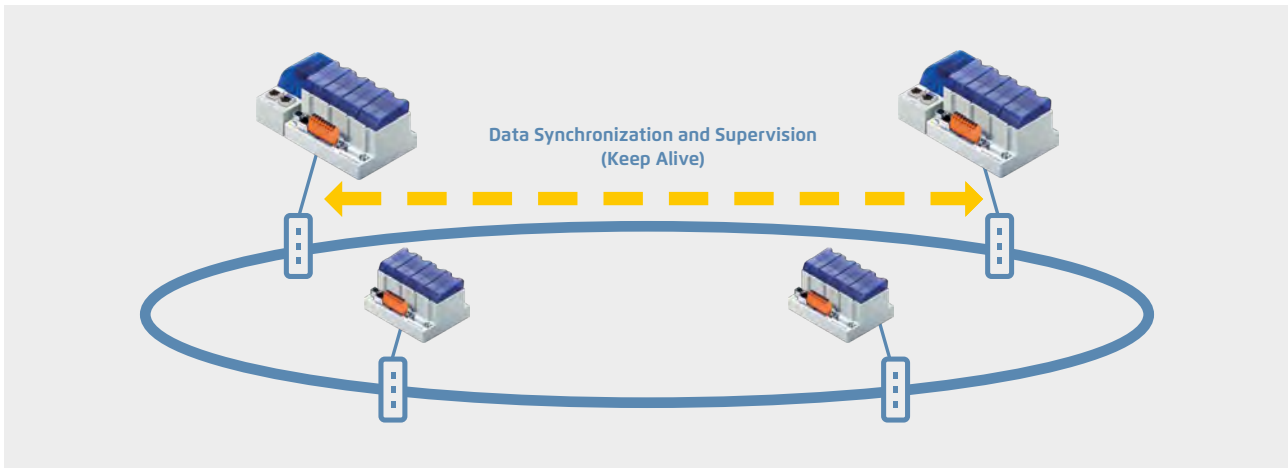 Data Synchronization and Supervision
(Keep Alive)